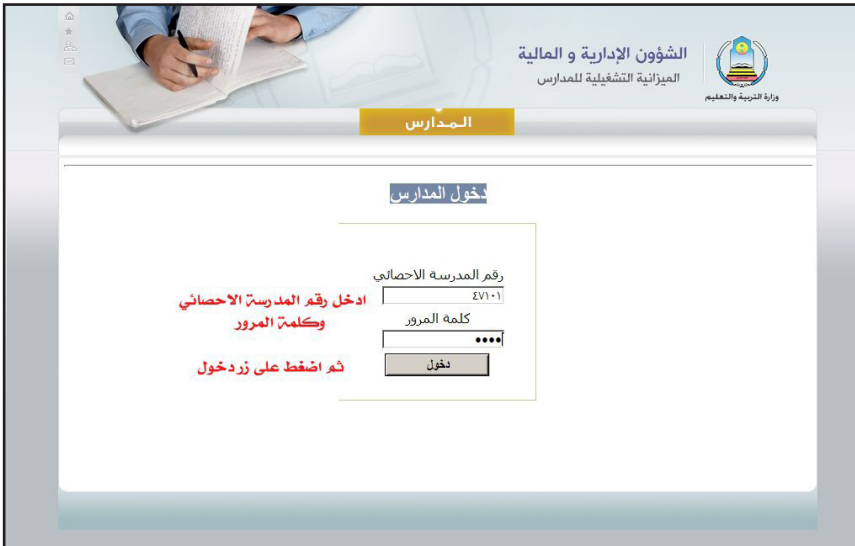 الشؤون الإدارية و المالية
الميزانية التشغيلية للمدارس
وزارة التربية والتعليم
المدارس
دخول المدارس
رقم المدرسة الاحصائي
٤٧١٠١
ادخل رقم المدرسة الاحصائي
وكلمة المرور
كلمة المرور
••••
ثم اضغط على زر دخول
دخول